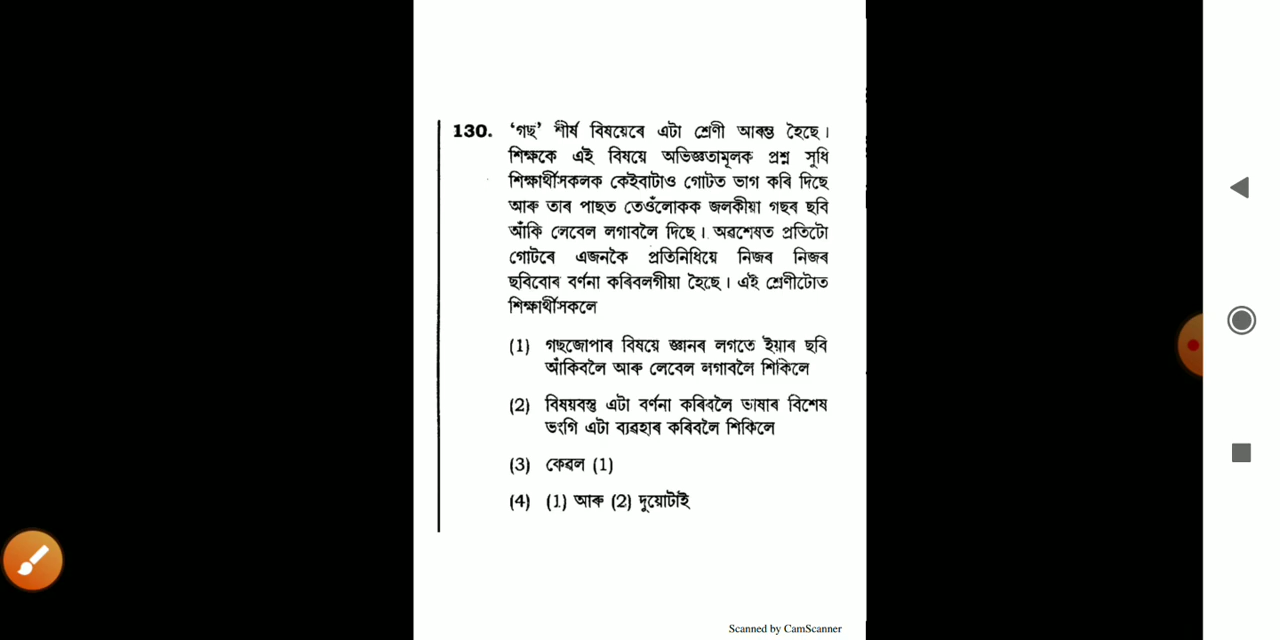 130. ‘গছ’ শীৰ্ষ বিষয়েৰে এটা শ্ৰেণী আৰম্ভ হৈছে।
শিক্ষকে এই বিষয়ে অভিজ্ঞতামূলক প্ৰশ্ন সুধি
শিক্ষাৰ্থীসকলক কেইবাটাও গোটত ভাগ কৰি দিছে
আৰু তাৰ পাছত তেওঁলোকক জলকীয়া গছৰ ছবি
আঁকি লেবেল লগাবলৈ দিছে। অৱশেষত প্ৰতিটো
গোটৰে এজনকৈ প্ৰতিনিধিয়ে নিজৰ নিজৰ
ছবিবোৰ বৰ্ণনা কৰিবলগীয়া হৈছে। এই শ্ৰেণীটোত
শিক্ষাৰ্থীসকলে
(1) গছজোপাৰ বিষয়ে জ্ঞানৰ লগতে ইয়াৰ ছবি
আঁকিবলৈ আৰু লেবেল লগাবলৈ শিকিলে
(2) বিষয়বস্তু এটা বৰ্ণনা কৰিবলৈ ভাষাৰ বিশেষ
ভংগি এটা ব্যৱহাৰ কৰিবলৈ শিকিলে
(3) কেৱল (1)
(4) (1) আৰু (2) দুয়োটাই
Scanned by CamScanner